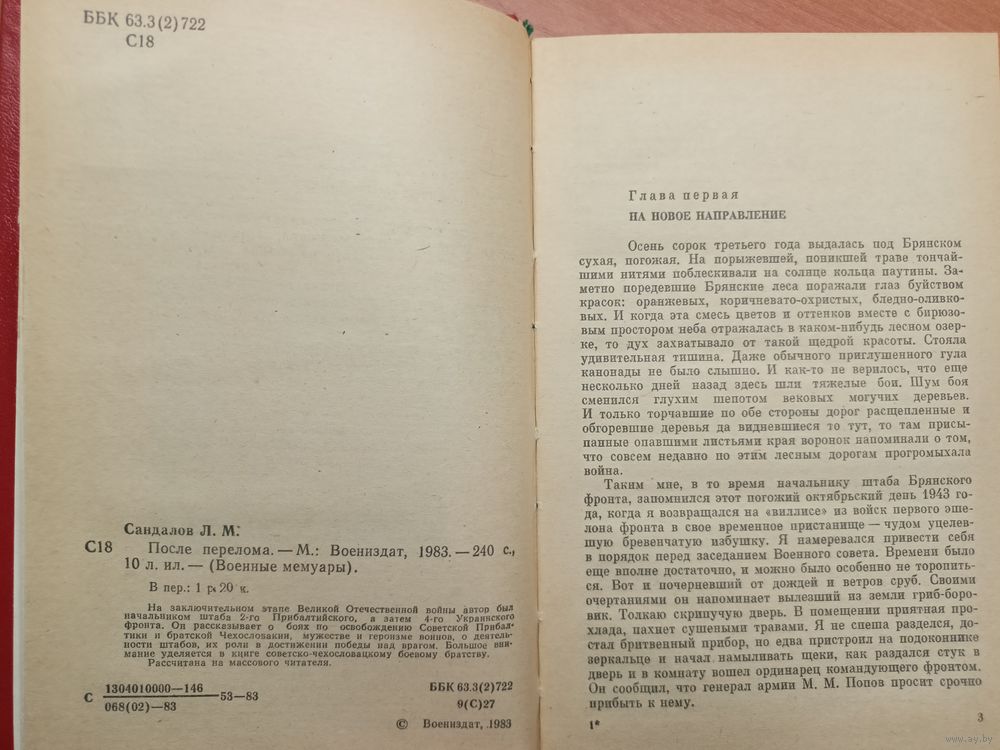 ББК 63.3(2)722
С18
Сандалов Л. М.
С18
После перелома. — М.: Воениздат, 1983. — 240 с.,
10 л. ил. — (Военные мемуары).
В пер.: 1 р. 20 к.
На заключительном этапе Великой Отечественной войны автор был
начальником штаба 2-го Прибалтийского, а затем 4-го Украинского
фронта. Он рассказывает о боях по освобождению Советской Прибал-
тики и братской Чехословакии, мужестве и героизме воинов, о деятель-
ности штабов, их роли в достижении победы над врагом. Большое вни-
мание уделяется в книге советско-чехословацкому боевому братству.
Рассчитана на массового читателя.
С 1304010000—146
068(02)—83
53—83
ББК 63.3(2)722
9(С)27
© Воениздат, 1983
Глава первая
НА НОВОЕ НАПРАВЛЕНИЕ
Осень сорок третьего года выдалась под Брянском
сухая, погожая. На порыжевшей, поникшей траве тончай-
шими нитями поблескивали на солнце кольца паутины. За-
метно поредевшие Брянские леса поражали глаз буйством
красок: оранжевых, коричневато-охристых, бледно-оливко-
вых. И когда эта смесь цветов и оттенков вместе с бирюзо-
вым простором неба отражалась в каком-нибудь лесном озер-
ке, то дух захватывало от такой щедрой красоты. Стояла
удивительная тишина. Даже обычного приглушенного гула
канонады не было слышно. И как-то не верилось, что еще
несколько дней назад здесь шли тяжелые бои. Шум боя
сменился глухим шепотом вековых могучих деревьев.
И только торчавшие по обе стороны дорог расщепленные и
обгоревшие деревья да видневшиеся то тут, то там присы-
панные опавшими листьями края воронок напоминали о том,
что совсем недавно по этим лесным дорогам прогромыхала
война.
Таким мне, в то время начальнику штаба Брянского
фронта, запомнился этот погожий октябрьский день 1943 го-
да, когда я возвращался на «виллисе» из войск первого эше-
лона фронта в свое временное пристанище — чудом уцелев-
шую бревенчатую избушку. Я намеревался привести себя
в порядок перед заседанием Военного совета. Времени было
еще вполне достаточно, и можно было особенно не торопить-
ся. Вот и почерневший от дождей и ветров сруб. Своими
очертаниями он напоминает вылезший из земли гриб-боро-
вик. Толкаю скрипучую дверь. В помещении приятная про-
хлада, пахнет сушеными травами. Я не спеша разделся, до-
стал бритвенный прибор, но едва пристроил на подоконнике
зеркальце и начал намыливать щеки, как раздался стук в
дверь и в комнату вошел ординарец командующего фронтом.
Он сообщил, что генерал армии М. М. Попов просит срочно
прибыть к нему.
1*
3
www.ay.by